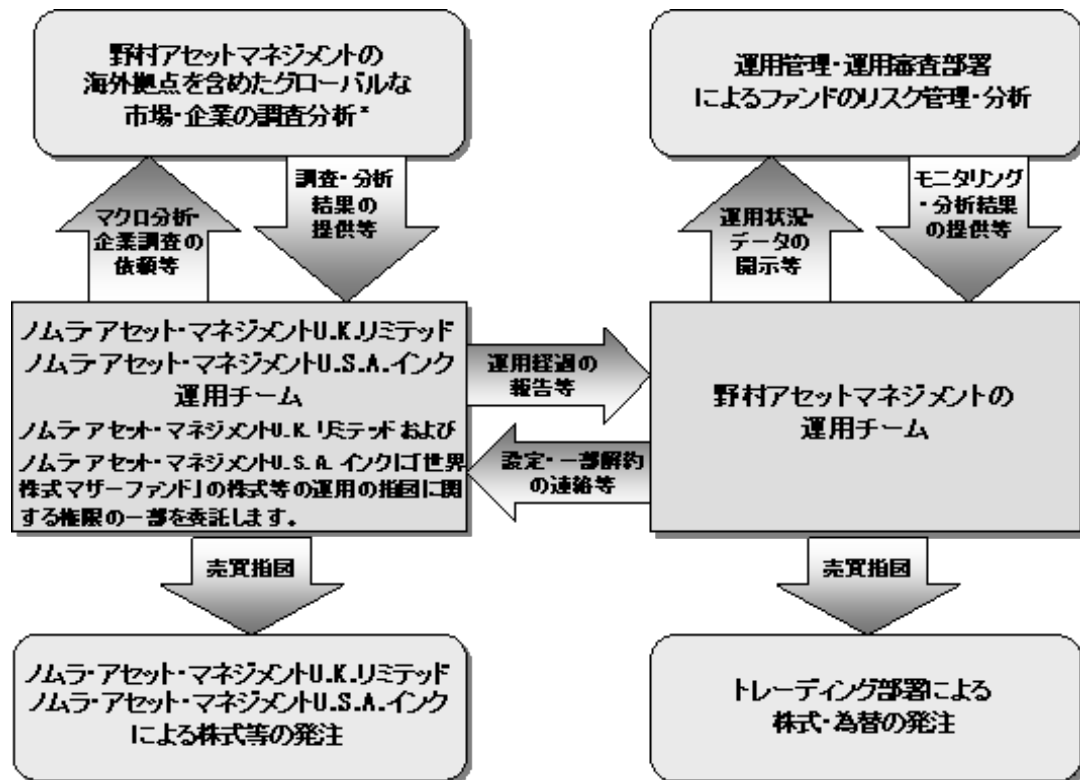 野村アセットマネジメントの
海外拠点を含めたグローバルな
市場・企業の調査分析*
運用管理・運用審査部署
によるファンドのリスク管理・分析
マクロ分析・
企業調査の
依頼等
調査・分析
結果の
提供等
運用状況・
データの
開示等
モニタリング
・分析結果
の提供等
ノムラ・アセット・マネジメントU.K.リミテッド
ノムラ・アセット・マネジメントU.S.A.インク
運用チーム
ノムラ・アセット・マネジメントU.K.リミテッドおよび
ノムラ・アセット・マネジメントU.S.A.インクに「世界
株式マザーファンド」の株式等の運用の指図に関
する権限の一部を委託します。
運用経過の
報告等
設定・一部解約
の連絡等
野村アセットマネジメントの
運用チーム
売買指図
売買指図
ノムラ・アセット・マネジメントU.K.リミテッド
ノムラ・アセット・マネジメントU.S.A.インク
による株式等の発注
トレーディング部署による
株式・為替の発注